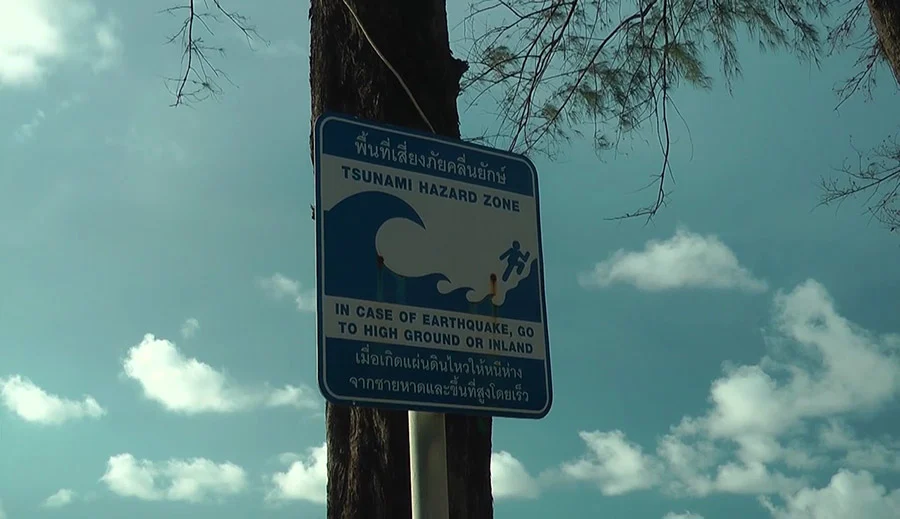 พื้นที่เสี่ยงภัยคลื่นยักษ์
TSUNAMI HAZARD ZONE
IN CASE OF EARTHQUAKE, GO
TO HIGH GROUND OR INLAND
เมื่อเกิดแผ่นดินไหวให้หนีห่าง
จากชายหาดและขึ้นที่สูงโดยเร็ว